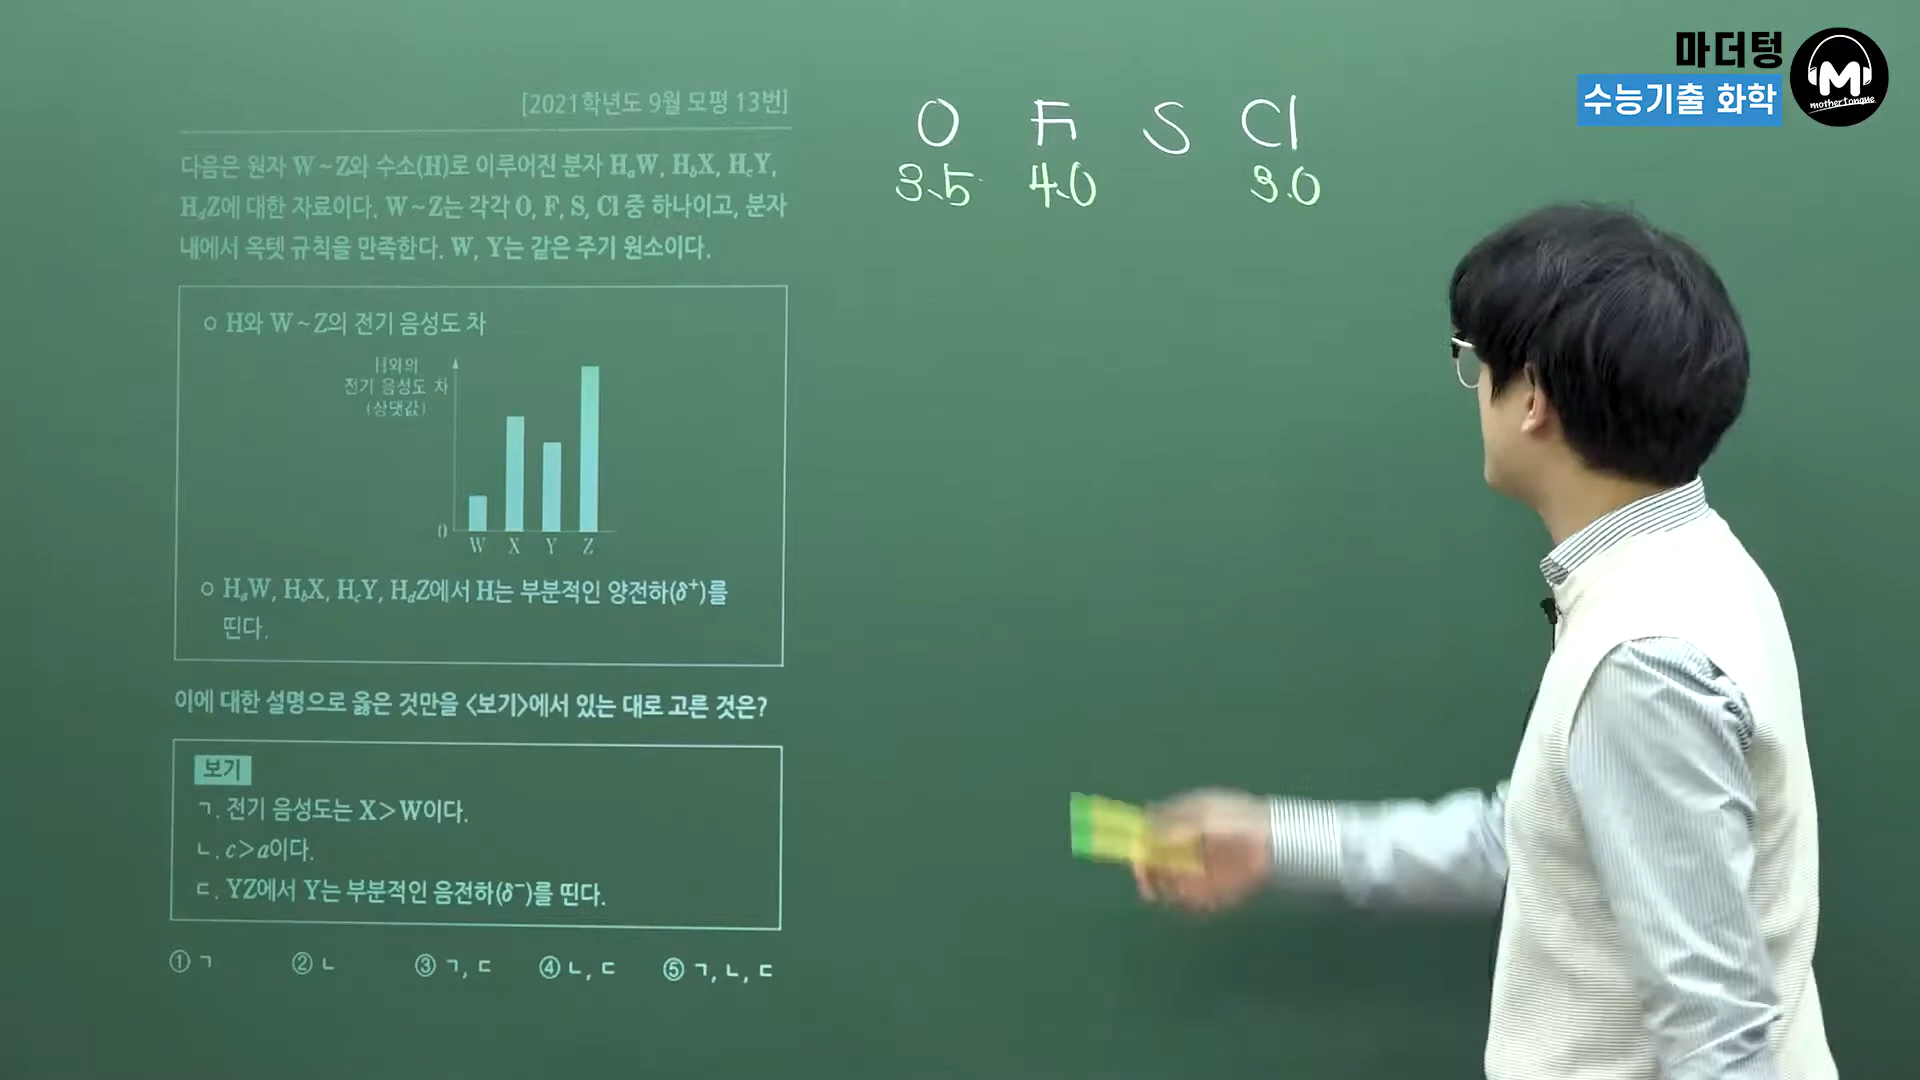 마더텅
수능기출 화학
mothertongue
[2021학년도 9월 모평 13번]
다음은 원자 W~Z와 수소(H)로 이루어진 분자 HₐW, H_bX, H_cY,
H_dZ에 대한 자료이다. W~Z는 각각 O, F, S, Cl 중 하나이고, 분자
내에서 옥텟 규칙을 만족한다. W, Y는 같은 주기 원소이다.
○ H와 W~Z의 전기 음성도 차
H와의
전기 음성도 차
(상댓값)
0
W X Y Z
○ HₐW, H_bX, H_cY, H_dZ에서 H는 부분적인 양전하(δ⁺)를
띤다.
이에 대한 설명으로 옳은 것만을 <보기>에서 있는 대로 고른 것은?
보기
ㄱ. 전기 음성도는 X>W이다.
ㄴ. c>a이다.
ㄷ. YZ에서 Y는 부분적인 음전하(δ⁻)를 띤다.
① ㄱ ② ㄴ ③ ㄱ, ㄷ ④ ㄴ, ㄷ ⑤ ㄱ, ㄴ, ㄷ
O F S Cl
3.5 4.0 3.0